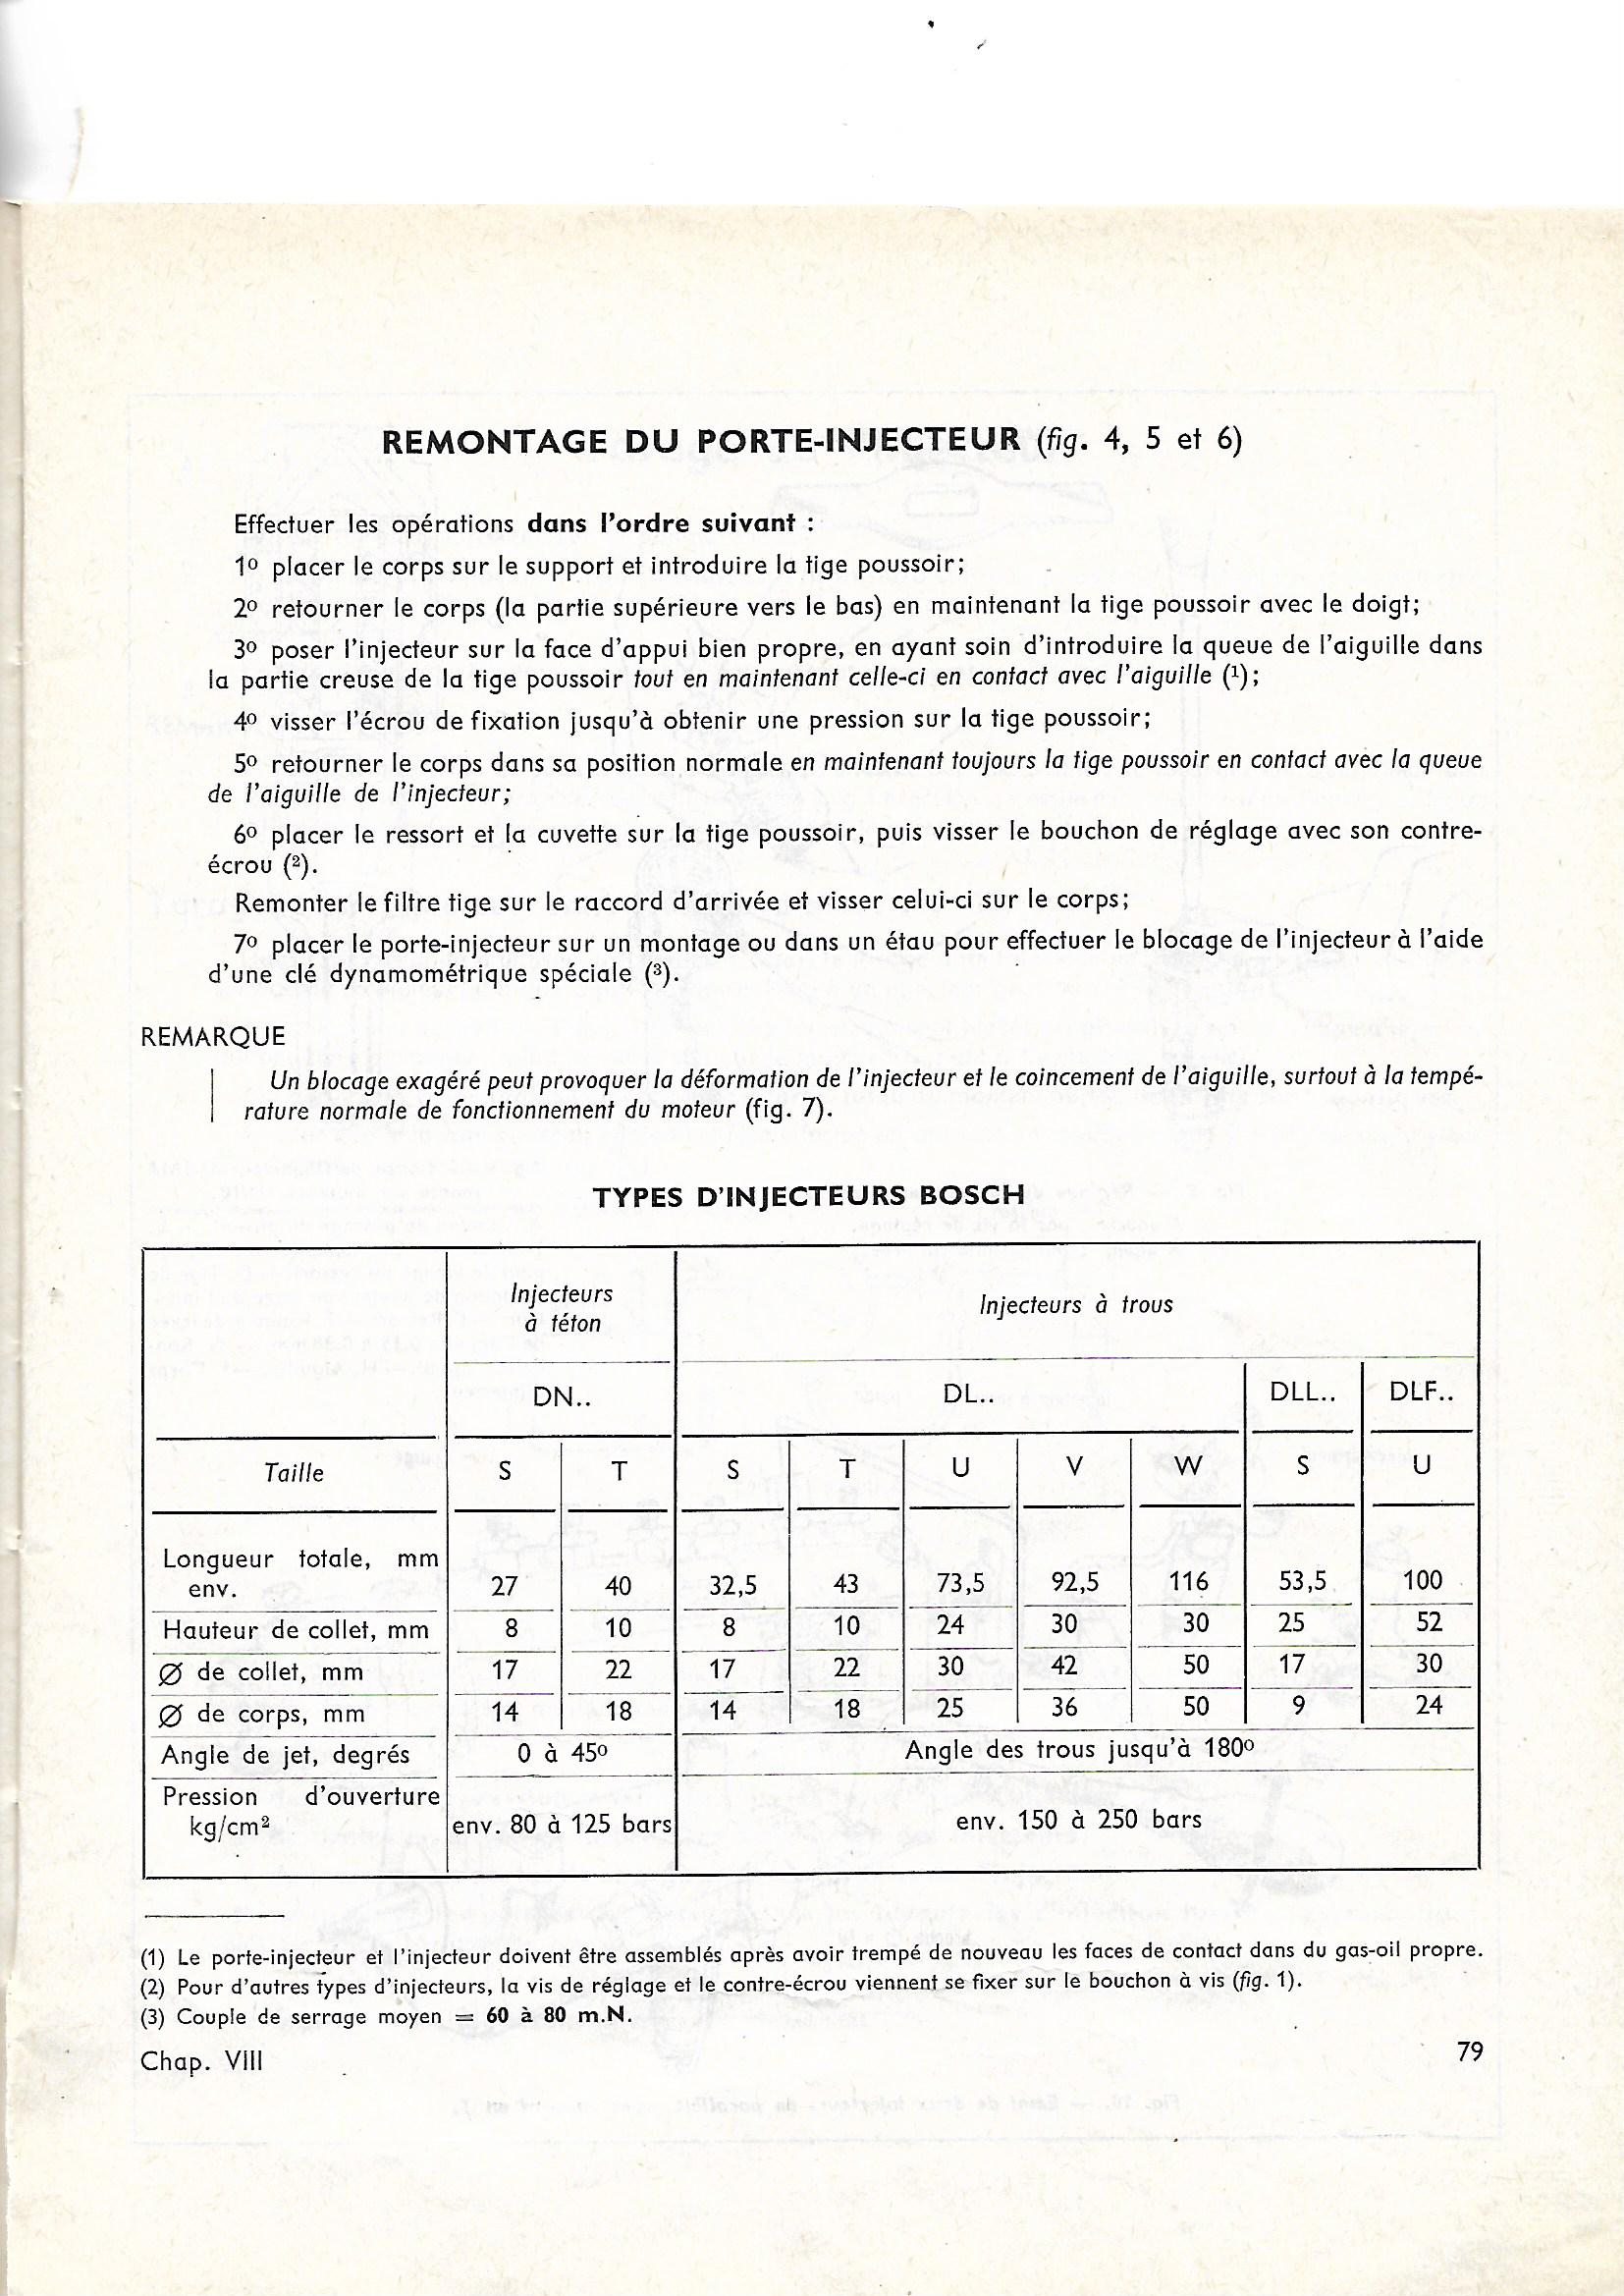 REMONTAGE DU PORTE-INJECTEUR (fig. 4, 5 et 6)
Effectuer les opérations dans l'ordre suivant :
1º placer le corps sur le support et introduire la tige poussoir;
2º retourner le corps (la partie supérieure vers le bas) en maintenant la tige poussoir avec le doigt;
3º poser l'injecteur sur la face d'appui bien propre, en ayant soin d'introduire la queue de l'aiguille dans
la partie creuse de la tige poussoir tout en maintenant celle-ci en contact avec l'aiguille (¹);
4º visser l'écrou de fixation jusqu'à obtenir une pression sur la tige poussoir;
5º retourner le corps dans sa position normale en maintenant toujours la tige poussoir en contact avec la queue
de l'aiguille de l'injecteur;
6º placer le ressort et la cuvette sur la tige poussoir, puis visser le bouchon de réglage avec son contre-
écrou (²).
Remonter le filtre tige sur le raccord d'arrivée et visser celui-ci sur le corps;
7º placer le porte-injecteur sur un montage ou dans un étau pour effectuer le blocage de l'injecteur à l'aide
d'une clé dynamométrique spéciale (³).
REMARQUE
Un blocage exagéré peut provoquer la déformation de l'injecteur et le coincement de l'aiguille, surtout à la tempé-
rature normale de fonctionnement du moteur (fig. 7).
TYPES D'INJECTEURS BOSCH
Injecteurs
à téton
Injecteurs à trous
DN.. DL.. DLL.. DLF..
Taille S T S T U V W S U
Longueur totale, mm
env. 27 40 32,5 43 73,5 92,5 116 53,5 100
Hauteur de collet, mm 8 10 8 10 24 30 30 25 52
Ø de collet, mm 17 22 17 22 30 42 50 17 30
Ø de corps, mm 14 18 14 18 25 36 50 9 24
Angle de jet, degrés 0 à 45º Angle des trous jusqu'à 180º
Pression d'ouverture
kg/cm² env. 80 à 125 bars env. 150 à 250 bars
(1) Le porte-injecteur et l'injecteur doivent être assemblés après avoir trempé de nouveau les faces de contact dans du gas-oil propre.
(2) Pour d'autres types d'injecteurs, la vis de réglage et le contre-écrou viennent se fixer sur le bouchon à vis (fig. 1).
(3) Couple de serrage moyen = 60 à 80 m.N.
Chap. VIII 79